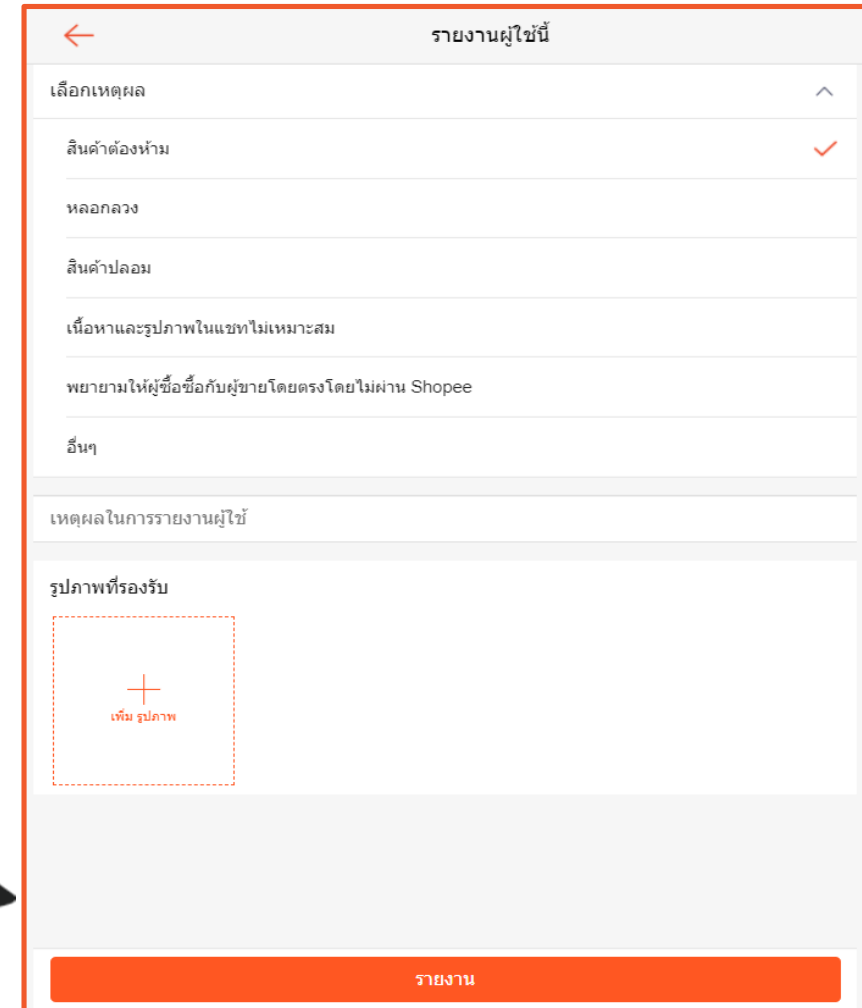 รายงานผู้ใช้นี้
เลือกเหตุผล
สินค้าต้องห้าม
หลอกลวง
สินค้าปลอม
เนื้อหาและรูปภาพในแชทไม่เหมาะสม
พยายามให้ผู้ซื้อซื้อกับผู้ขายโดยตรงโดยไม่ผ่าน Shopee
อื่นๆ
เหตุผลในการรายงานผู้ใช้
รูปภาพที่รองรับ
เพิ่ม รูปภาพ
รายงาน